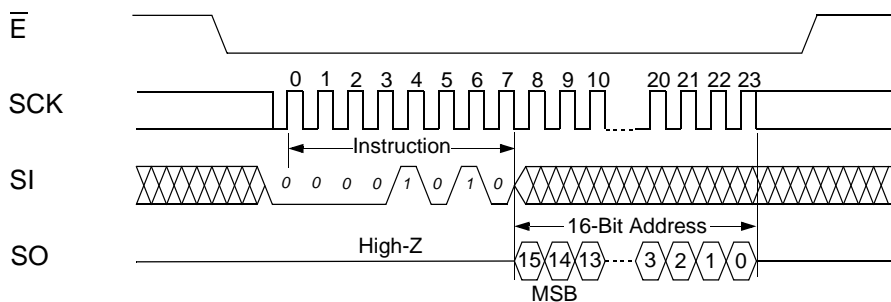 E
SCK
0 1 2 3 4 5 6 7 8 9 10 20 21 22 23
Instruction
SI
0 0 0 0 1 0 1 0
16-Bit Address
SO
High-Z
15 14 13 3 2 1 0
MSB